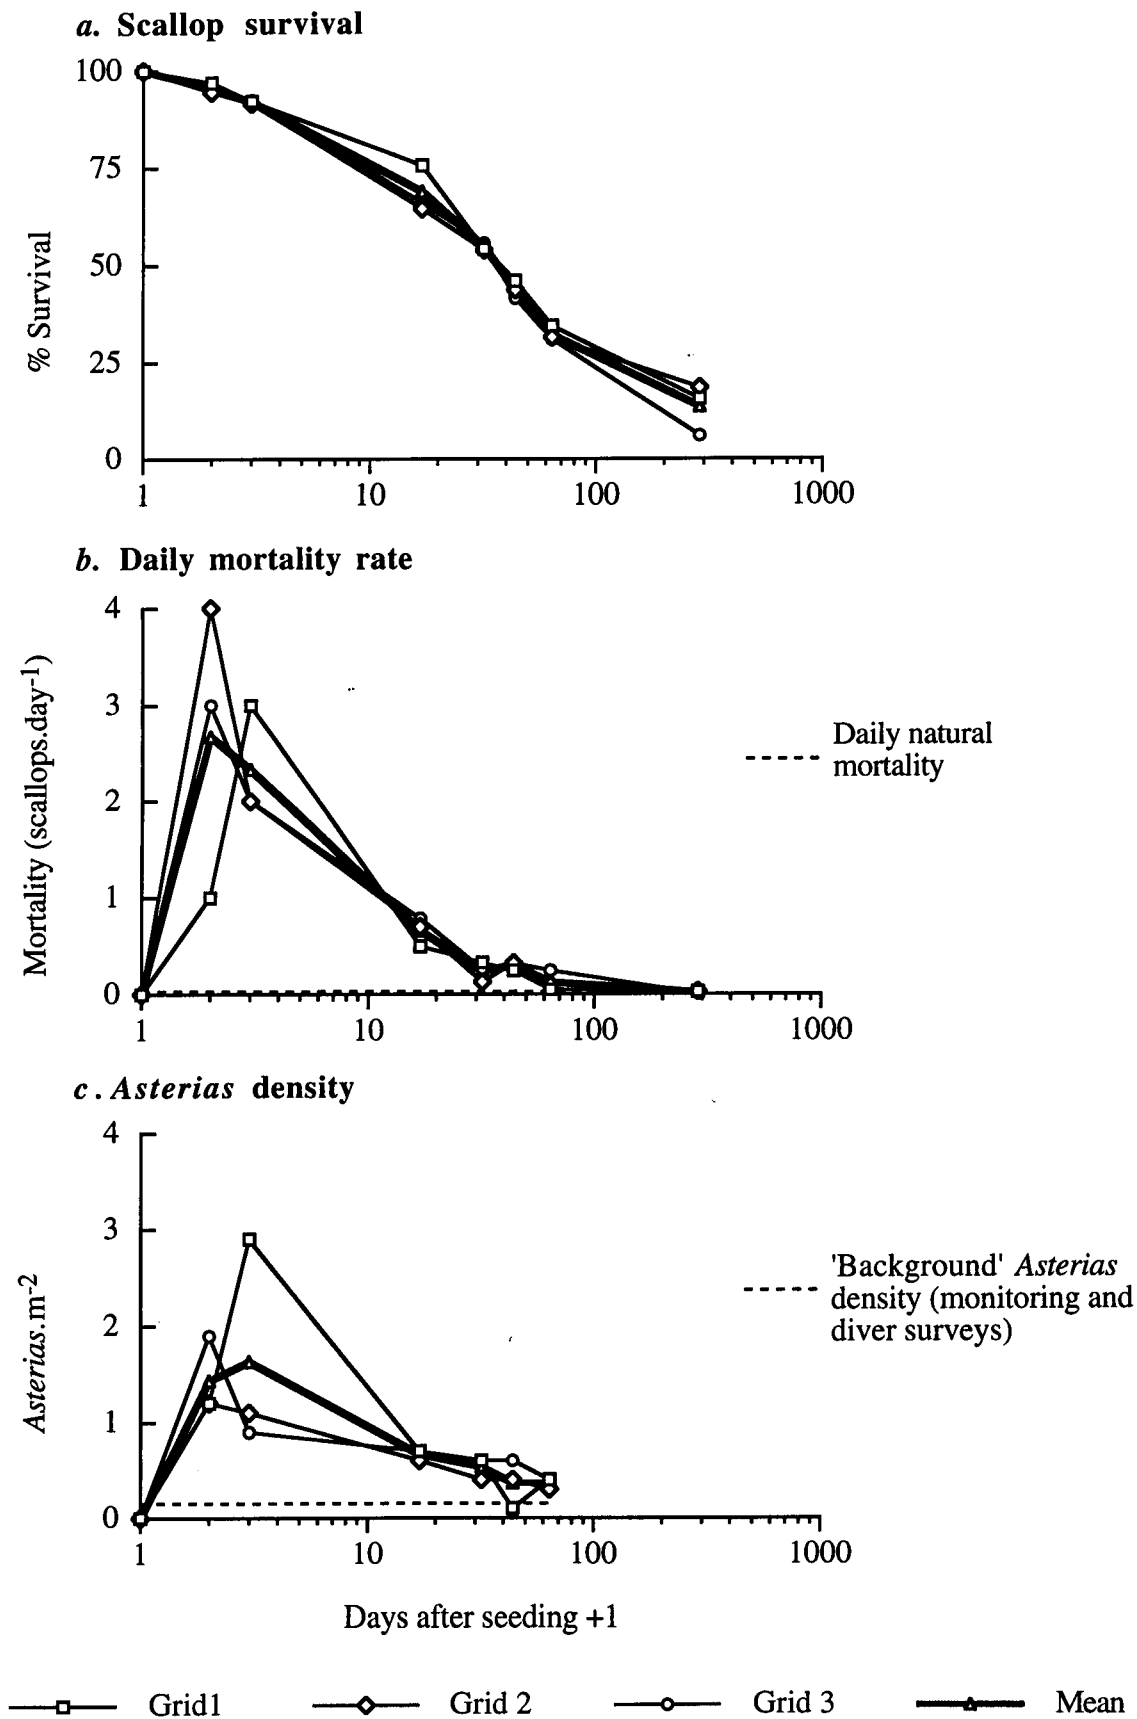 a. Scallop survival
100
75
50
25
0
% Survival
1 10 100 1000
b. Daily mortality rate
4
3
2
1
0
Mortality (scallops.day-1)
Daily natural
mortality
1 10 100 1000
c. Asterias density
4
3
2
1
0
Asterias.m-2
'Background' Asterias
density (monitoring and
diver surveys)
1 10 100 1000
Days after seeding +1
Grid1 Grid 2 Grid 3 Mean